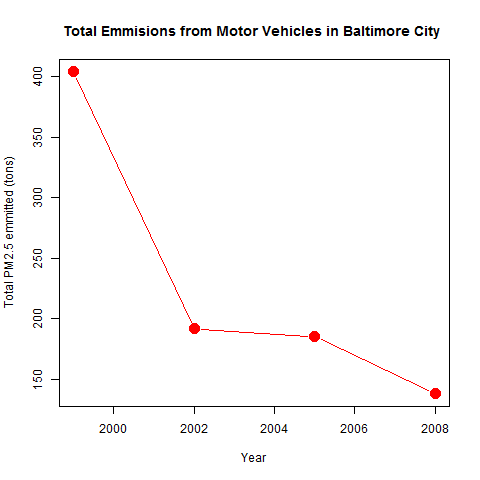 Total Emmisions from Motor Vehicles in Baltimore City
400
350
300
250
200
150
Total PM2.5 emmitted (tons)
2000 2002 2004 2006 2008
Year